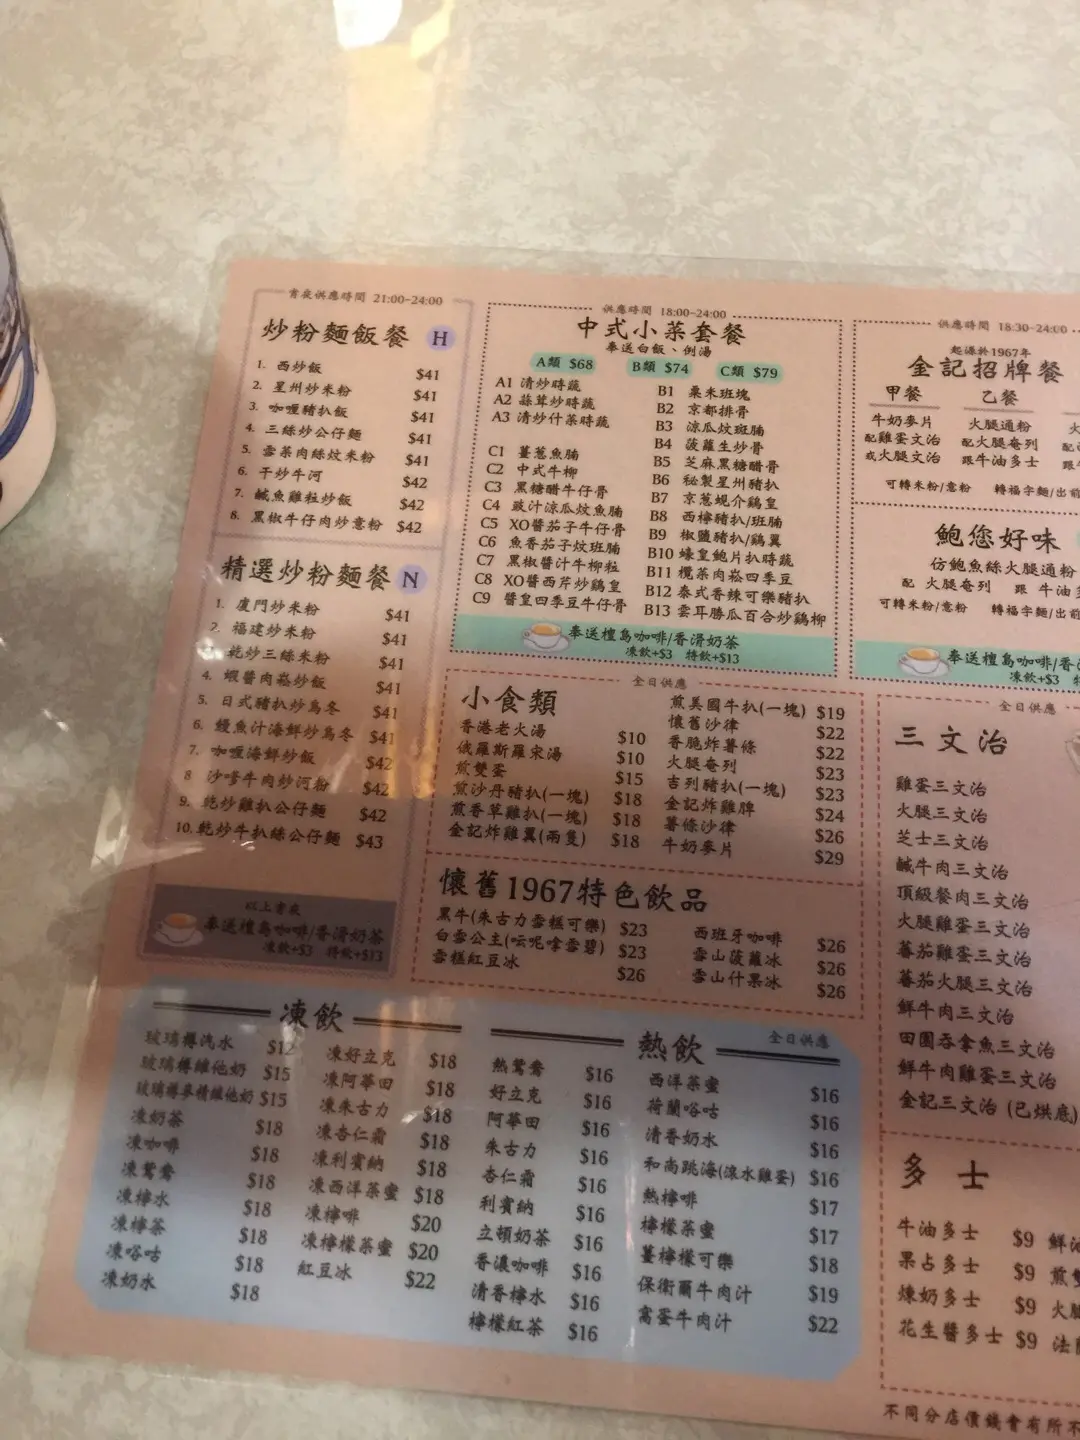 宵夜供應時間 21:00-24:00
炒粉麵飯餐 H
1. 西炒飯 $41
2. 星州炒米粉 $41
3. 咖喱豬扒飯 $41
4. 三絲炒公仔麵 $41
5. 雪菜肉絲炆米粉 $41
6. 干炒牛河 $42
7. 鹹魚雞粒炒飯 $42
8. 黑椒牛仔肉炒意粉 $42
精選炒粉麵餐 N
1. 廈門炒米粉 $41
2. 福建炒米粉 $41
3. 乾炒三絲米粉 $41
4. 蝦醬肉崧炒飯 $41
5. 日式豬扒炒烏冬 $41
6. 鰻魚汁海鮮炒烏冬 $41
7. 咖喱海鮮炒飯 $42
8. 沙嗲牛肉炒河粉 $42
9. 乾炒雞扒公仔麵 $42
10. 乾炒牛扒絲公仔麵 $43
以上宵夜
奉送檀島咖啡/香滑奶茶
凍飲+$3 特飲+$13
供應時間 18:00-24:00
中式小菜套餐
奉送白飯、例湯
A類 $68 B類 $74 C類 $79
A1 清炒時蔬
A2 蒜茸炒時蔬
A3 清炒什菜時蔬
C1 薑蔥魚腩
C2 中式牛柳
C3 黑糖醋牛仔骨
C4 豉汁涼瓜炆魚腩
C5 XO醬茄子牛仔骨
C6 魚香茄子炆班腩
C7 黑椒醬汁牛柳粒
C8 XO醬西芹炒鷄皇
C9 醬皇四季豆牛仔骨
B1 粟米班塊
B2 京都排骨
B3 涼瓜炆斑腩
B4 菠蘿生炒骨
B5 芝麻黑糖醋骨
B6 秘製星州豬扒
B7 京蔥蜆介鷄皇
B8 西檸豬扒/班腩
B9 椒鹽豬扒/鷄翼
B10 蠔皇鮑片扒時蔬
B11 欖菜肉崧四季豆
B12 泰式香辣可樂豬扒
B13 雲耳勝瓜百合炒鷄柳
奉送檀島咖啡/香滑奶茶
凍飲+$3 特飲+$13
供應時間 18:30-24:00
起源於1967年
金記招牌餐
甲餐 乙餐
牛奶麥片 火腿通粉
配雞蛋文治 配火腿奄列
或火腿文治 跟牛油多士
可轉米粉/意粉 轉福字麵/出前
鮑您好味
仿鮑魚絲火腿通粉
配 火腿奄列 跟 牛油
可轉米粉/意粉 轉福字麵/出前
奉送檀島咖啡/香
凍飲+$3
全日供應
小食類
香港老火湯 $10
俄羅斯羅宋湯 $10
煎雙蛋 $15
煎沙丹豬扒(一塊) $18
煎香草雞扒(一塊) $18
金記炸雞翼(兩隻) $18
煎美國牛扒(一塊) $19
懷舊沙律 $22
香脆炸薯條 $22
火腿奄列 $23
吉列豬扒(一塊) $23
金記炸雞脾 $24
薯條沙律 $26
牛奶麥片 $29
懷舊1967特色飲品
黑牛(朱古力雪糕可樂) $23
白雪公主(呍呢拿雪碧) $23
雪糕紅豆冰 $26
西班牙咖啡 $26
雪山菠蘿冰 $26
雪山什果冰 $26
全日供應
三文治
雞蛋三文治
火腿三文治
芝士三文治
鹹牛肉三文治
頂級餐肉三文治
火腿雞蛋三文治
蕃茄雞蛋三文治
蕃茄火腿三文治
鮮牛肉三文治
田園吞拿魚三文治
鮮牛肉雞蛋三文治
金記三文治 (已烘底)
凍飲
玻璃樽汽水 $12
玻璃樽維他奶 $15
玻璃樽麥精維他奶 $15
凍奶茶 $18
凍咖啡 $18
凍鴛鴦 $18
凍檸水 $18
凍檸茶 $18
凍唂咕 $18
凍奶水 $18
凍好立克 $18
凍阿華田 $18
凍朱古力 $18
凍杏仁霜 $18
凍利賓納 $18
凍西洋菜蜜 $18
凍檸啡 $20
凍檸檬菜蜜 $20
紅豆冰 $22
熱飲
全日供應
熱鴛鴦 $16
好立克 $16
阿華田 $16
朱古力 $16
杏仁霜 $16
利賓納 $16
立頓奶茶 $16
香濃咖啡 $16
清香檸水 $16
檸檬紅茶 $16
西洋菜蜜 $16
荷蘭唂咕 $16
清香奶水 $16
和尚跳海(滾水雞蛋) $16
熱檸啡 $17
檸檬菜蜜 $17
薑檸檬可樂 $18
保衛爾牛肉汁 $19
窩蛋牛肉汁 $22
多士
牛油多士 $9
果占多士 $9
煉奶多士 $9
花生醬多士 $9
不同分店價錢會有所不